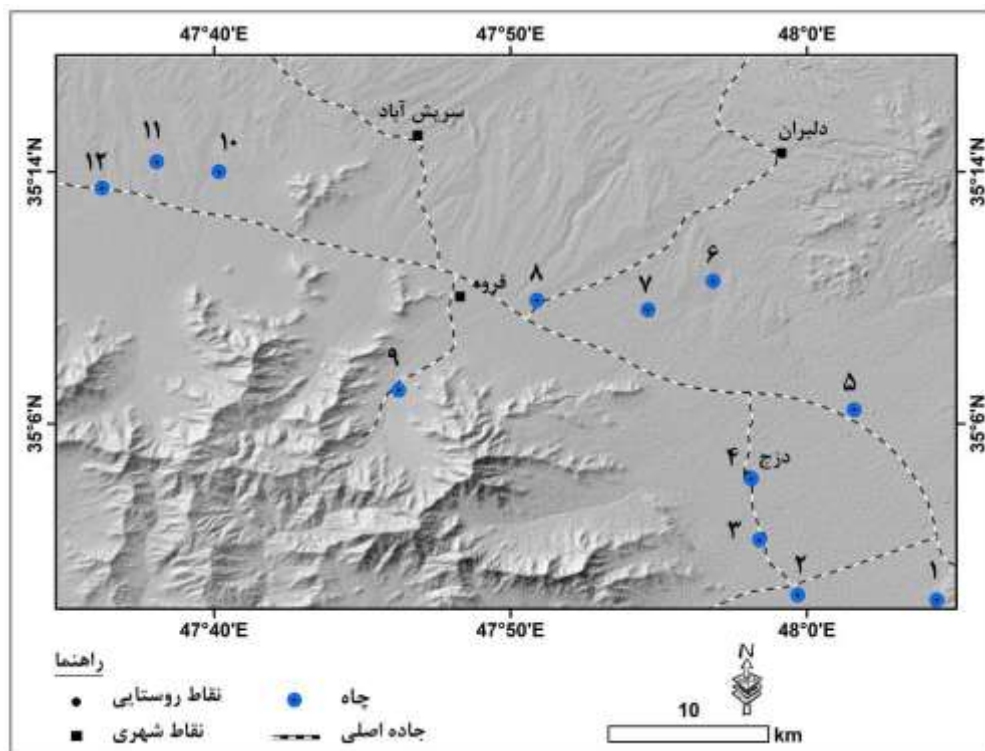 47°40'E 47°50'E 48°0'E
سریش آباد
دلبران
۱۱
۱۰
۱۲
35°14'N 35°14'N
۶
۸
۷
قروه
۹
۵
35°6'N 35°6'N
دزج
۴
۳
۲
۱
47°40'E 47°50'E 48°0'E
راهنما
نقاط روستایی
چاه
نقاط شهری
جاده اصلی
N
10
km